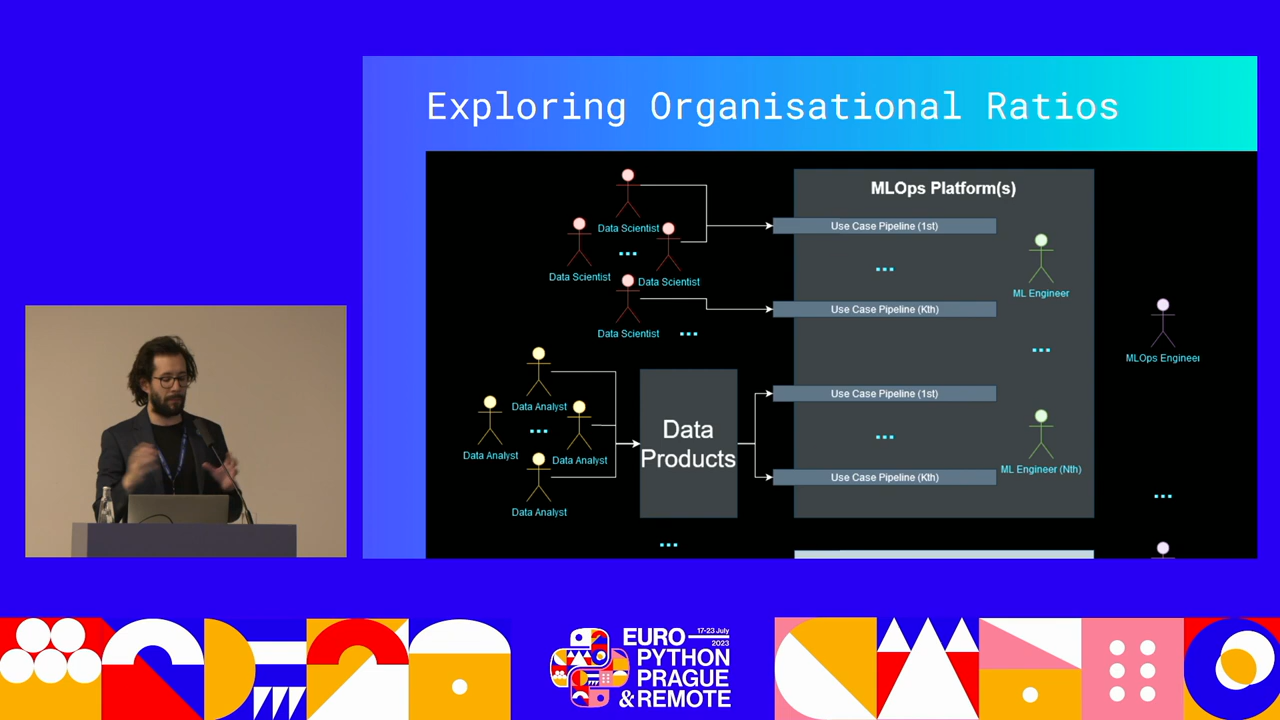 Exploring Organisational Ratios
MLOps Platform(s)
Data Scientist
Use Case Pipeline (1st)
...
Data Scientist
Data Scientist
...
ML Engineer
Data Scientist
...
Use Case Pipeline (Kth)
...
MLOps Engineer
Data Analyst
...
Data Analyst
Data Analyst
Data Analyst
Data
Products
Use Case Pipeline (1st)
...
Use Case Pipeline (Kth)
ML Engineer (Nth)
...
...
EURO
17-23 July
2023
PYTHON
PRAGUE
&REMOTE